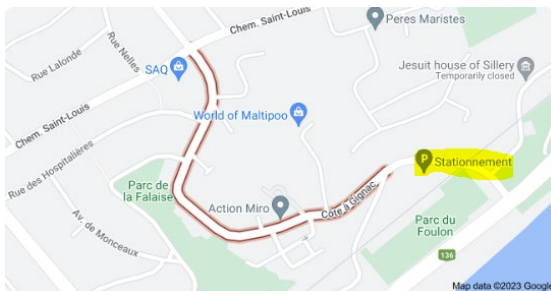 Chem. Saint-Louis
Peres Maristes
Rue Nelles
Rue Lalonde
SAQ
Jesuit house of Sillery
Temporarily closed
World of Maltipoo
Chem. Saint-Louis
P
Stationnement
Rue des Hospitalières
Parc de
la Falaise
Action Miro
Côte à Gignac
Av. de Monceaux
Parc du
Foulon
136
Map data ©2023 Google